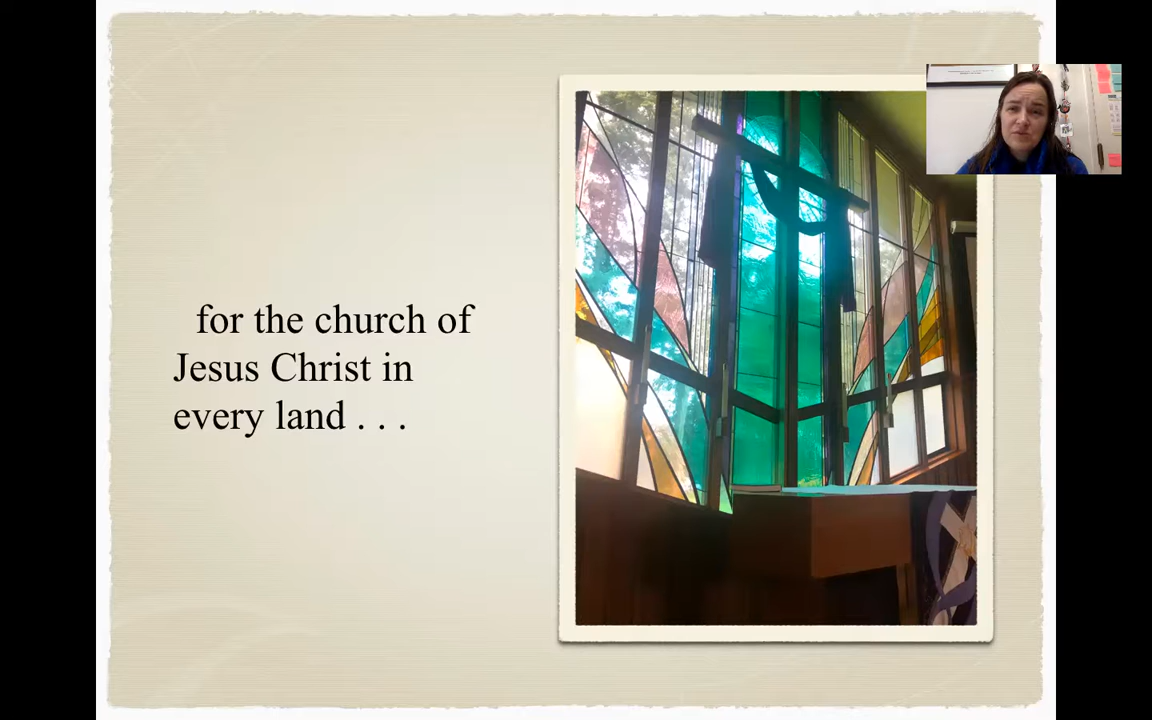 for the church of
Jesus Christ in
every land . . .